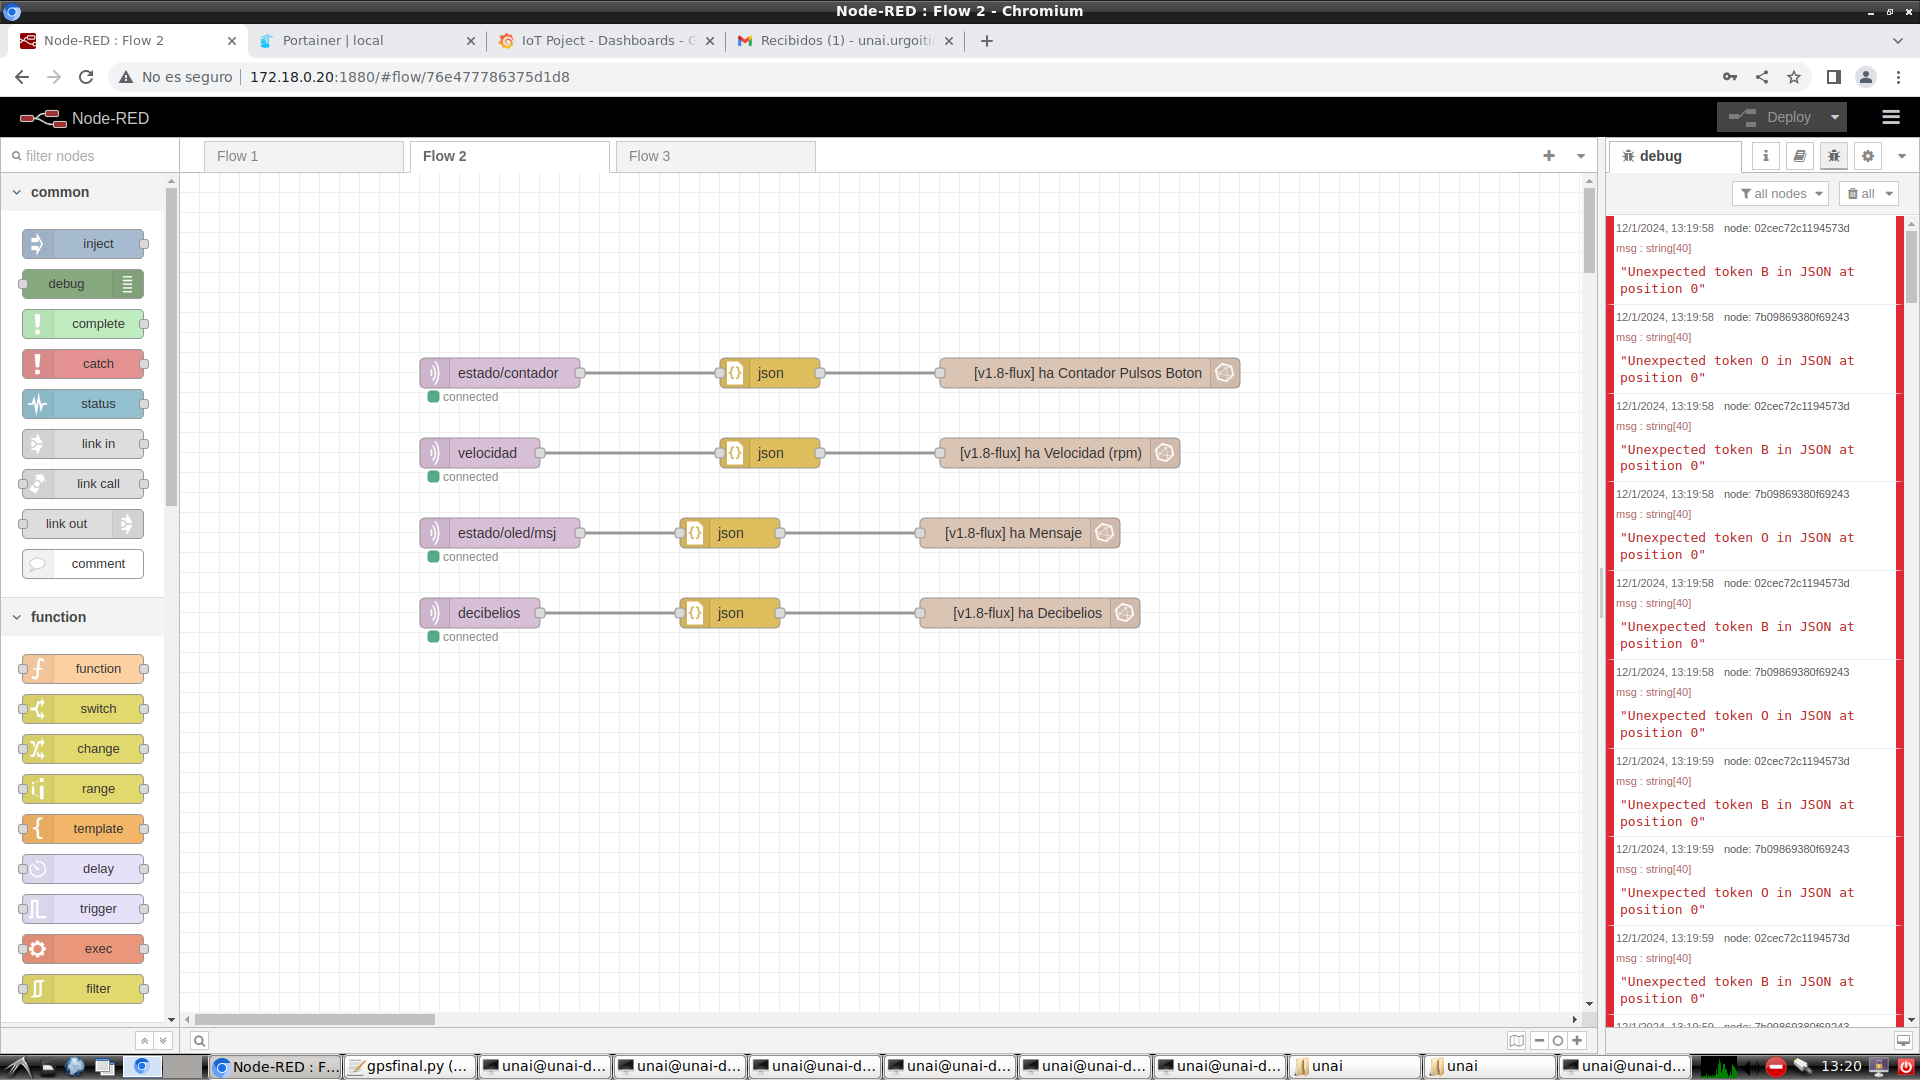 Node-RED : Flow 2 - Chromium
Node-RED : Flow 2
Portainer | local
IoT Poject - Dashboards - G
Recibidos (1) - unai.urgoiti
No es seguro
172.18.0.20:1880/#flow/76e477786375d1d8
Node-RED
Deploy
filter nodes
Flow 1
Flow 2
Flow 3
debug
all nodes
all
common
inject
debug
complete
catch
status
link in
link call
link out
comment
function
function
switch
change
range
template
delay
trigger
exec
filter
estado/contador
connected
json
[v1.8-flux] ha Contador Pulsos Boton
velocidad
connected
json
[v1.8-flux] ha Velocidad (rpm)
estado/oled/msj
connected
json
[v1.8-flux] ha Mensaje
decibelios
connected
json
[v1.8-flux] ha Decibelios
12/1/2024, 13:19:58 node: 02cec72c1194573d
msg : string[40]
"Unexpected token B in JSON at
position 0"
12/1/2024, 13:19:58 node: 7b09869380f69243
msg : string[40]
"Unexpected token O in JSON at
position 0"
12/1/2024, 13:19:58 node: 02cec72c1194573d
msg : string[40]
"Unexpected token B in JSON at
position 0"
12/1/2024, 13:19:58 node: 7b09869380f69243
msg : string[40]
"Unexpected token O in JSON at
position 0"
12/1/2024, 13:19:58 node: 02cec72c1194573d
msg : string[40]
"Unexpected token B in JSON at
position 0"
12/1/2024, 13:19:58 node: 7b09869380f69243
msg : string[40]
"Unexpected token O in JSON at
position 0"
12/1/2024, 13:19:59 node: 02cec72c1194573d
msg : string[40]
"Unexpected token B in JSON at
position 0"
12/1/2024, 13:19:59 node: 7b09869380f69243
msg : string[40]
"Unexpected token O in JSON at
position 0"
12/1/2024, 13:19:59 node: 02cec72c1194573d
msg : string[40]
"Unexpected token B in JSON at
position 0"
12/1/2024, 13:19:59 node: 7b09869380f69243
Node-RED : F...
gpsfinal.py (...
unai@unai-d...
unai@unai-d...
unai@unai-d...
unai@unai-d...
unai@unai-d...
unai@unai-d...
unai
unai
unai@unai-d...
13:20